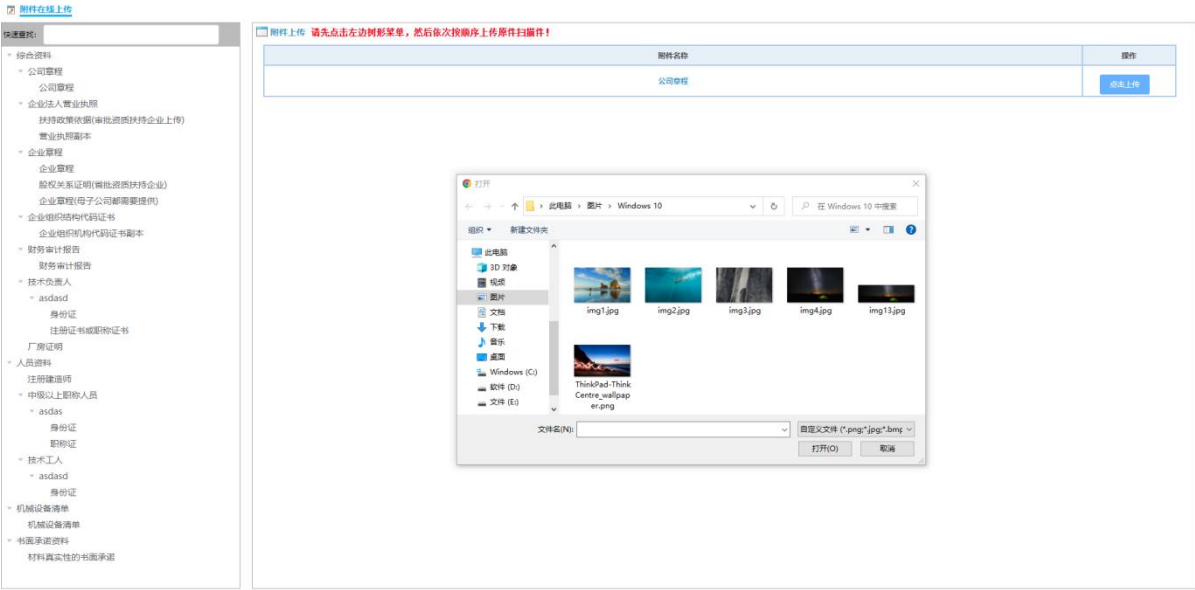 附件在线上传
快速查找:
综合资料
公司章程
公司章程
企业法人营业执照
扶持政策依据(审批资质扶持企业上传)
营业执照副本
企业章程
企业章程
股权关系证明(省批资质扶持企业)
企业章程(母子公司都需要提供)
企业组织结构代码证书
企业组织机构代码证书副本
财务审计报告
财务审计报告
技术负责人
asdasd
身份证
注册证书或职称证书
厂房证明
人员资料
注册建造师
中级以上职称人员
asdas
身份证
职称证
技术工人
asdasd
身份证
机械设备清单
机械设备清单
书面承诺资料
材料真实性的书面承诺
附件上传 请先点击左边树形菜单，然后依次按顺序上传原件扫描件！
附件名称 操作
公司章程 点击上传
打开
此电脑 › 图片 › Windows 10
在 Windows 10 中搜索
组织 新建文件夹
此电脑
3D 对象
视频
图片
文档
下载
音乐
桌面
Windows (C:)
软件 (D:)
文件 (E:)
img1.jpg img2.jpg img3.jpg img4.jpg img13.jpg
ThinkPad-Think
Centre_wallpap
er.png
文件名(N): 自定义文件 (*.png;*.jpg;*.bmp
打开(O) 取消